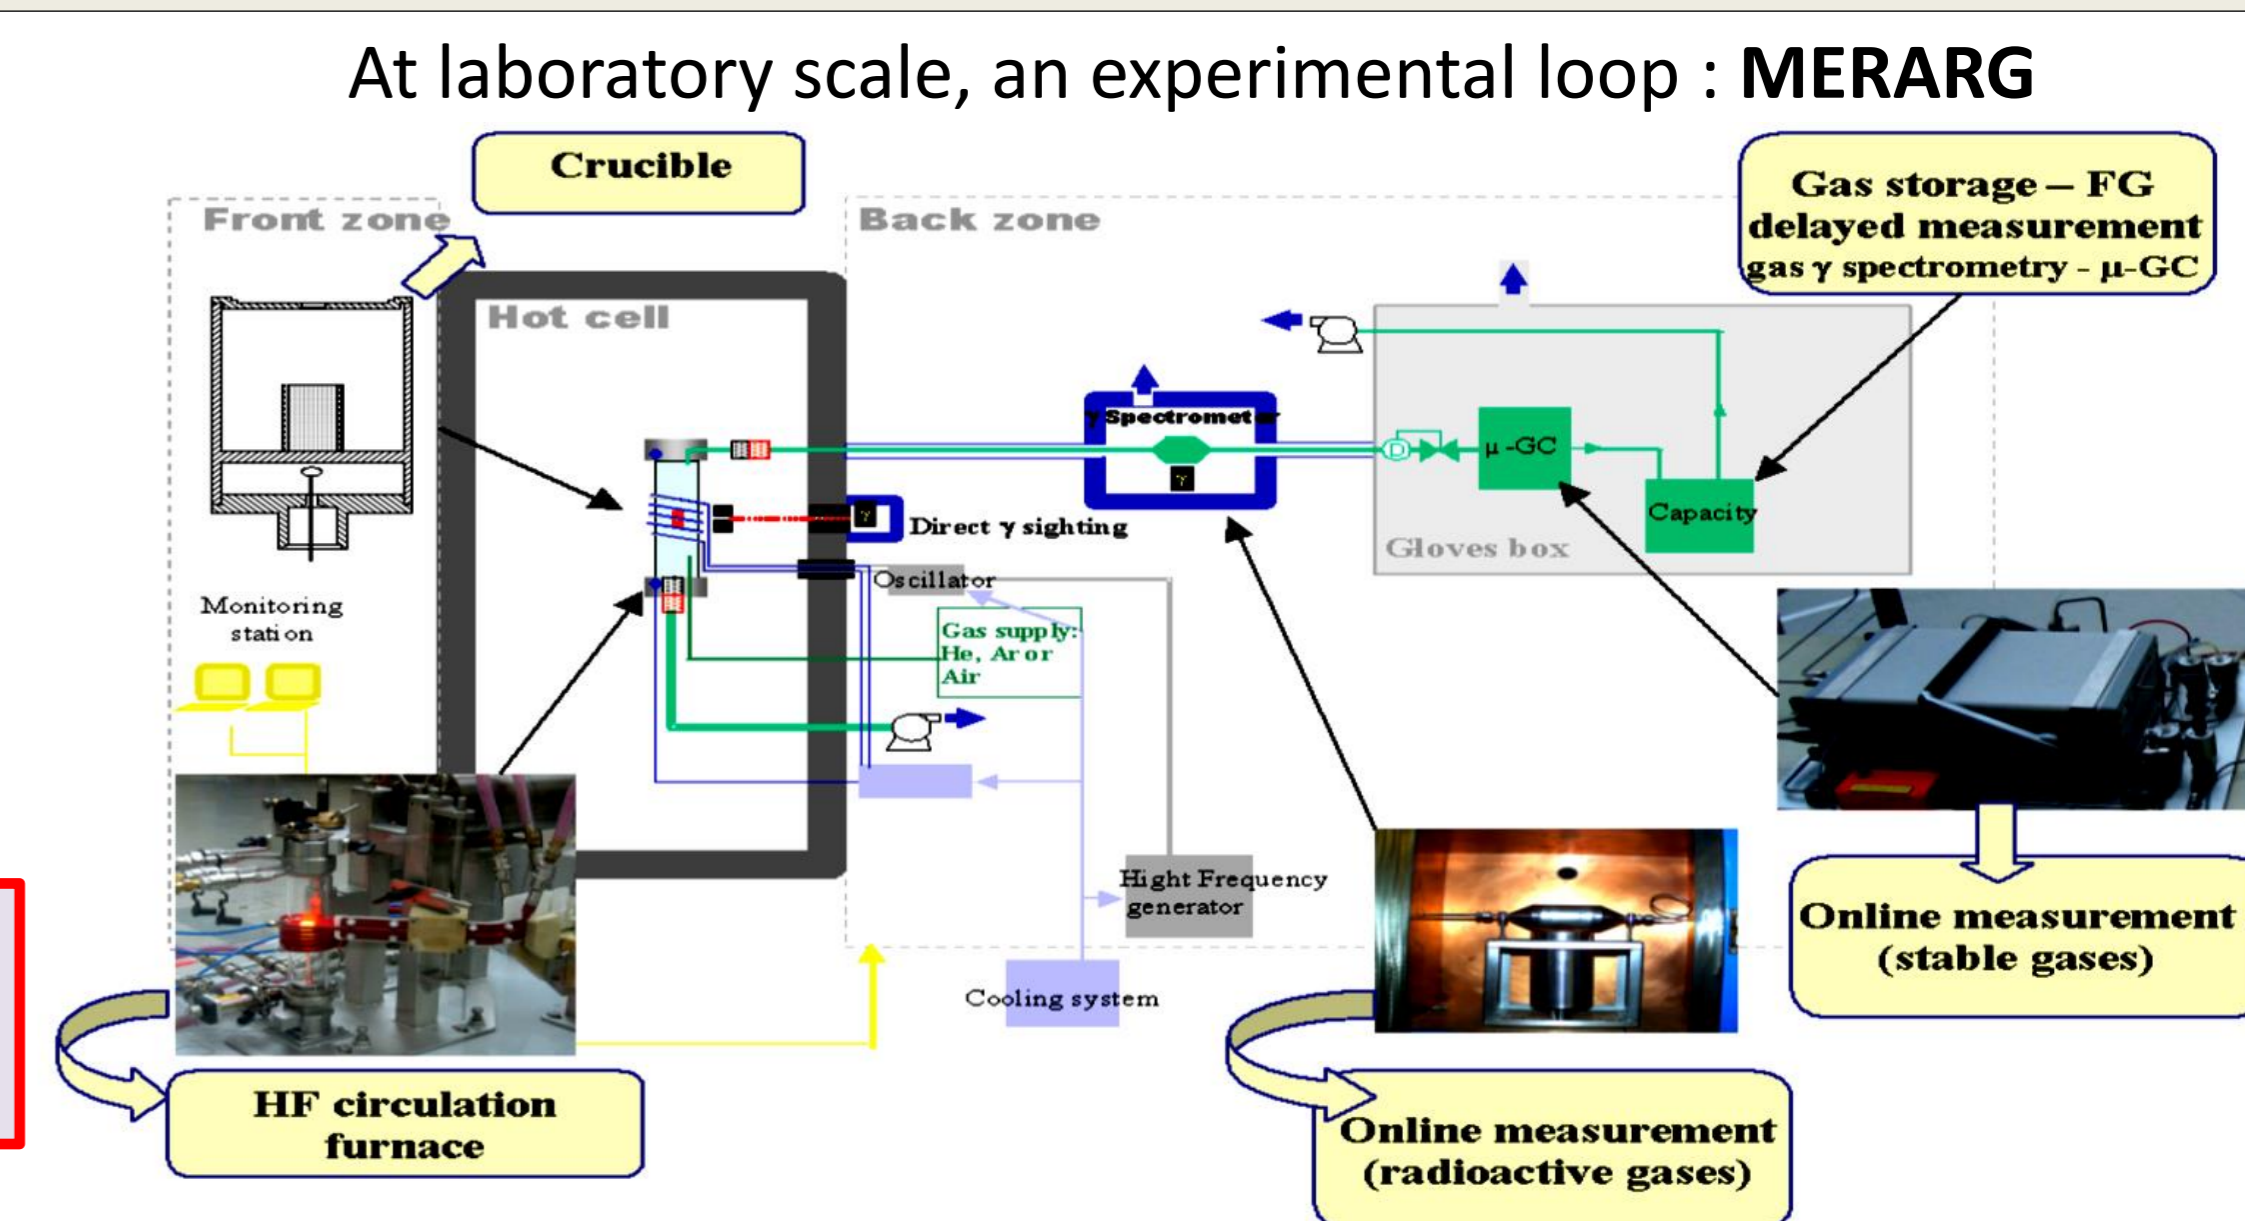 At laboratory scale, an experimental loop : MERARG
Crucible
Front zone
Back zone
Gas storage – FG
delayed measurement
gas γ spectrometry - μ-GC
Hot cell
γ Spectrometer
γ
D
μ -GC
Capacity
Gloves box
γ
Direct γ sighting
Oscillator
Monitoring
station
Gas supply:
He, Ar or
Air
Hight Frequency
generator
Cooling system
Online measurement
(stable gases)
HF circulation
furnace
Online measurement
(radioactive gases)